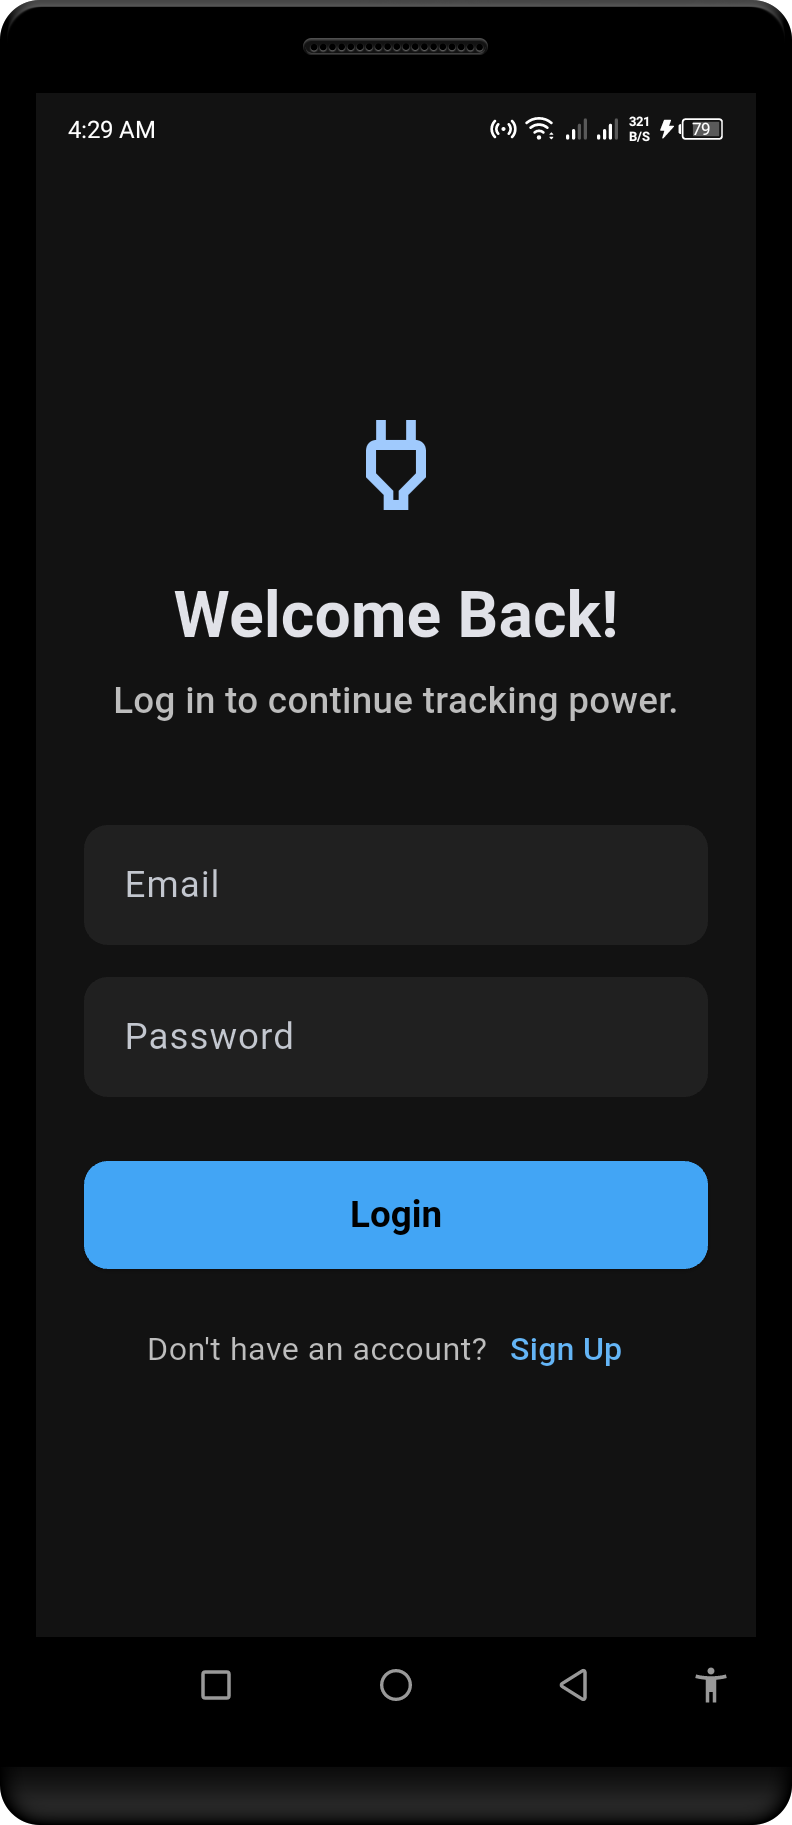 4:29 AM 321 B/S 79
Welcome Back!
Log in to continue tracking power.
Email
Password
Login
Don't have an account? Sign Up